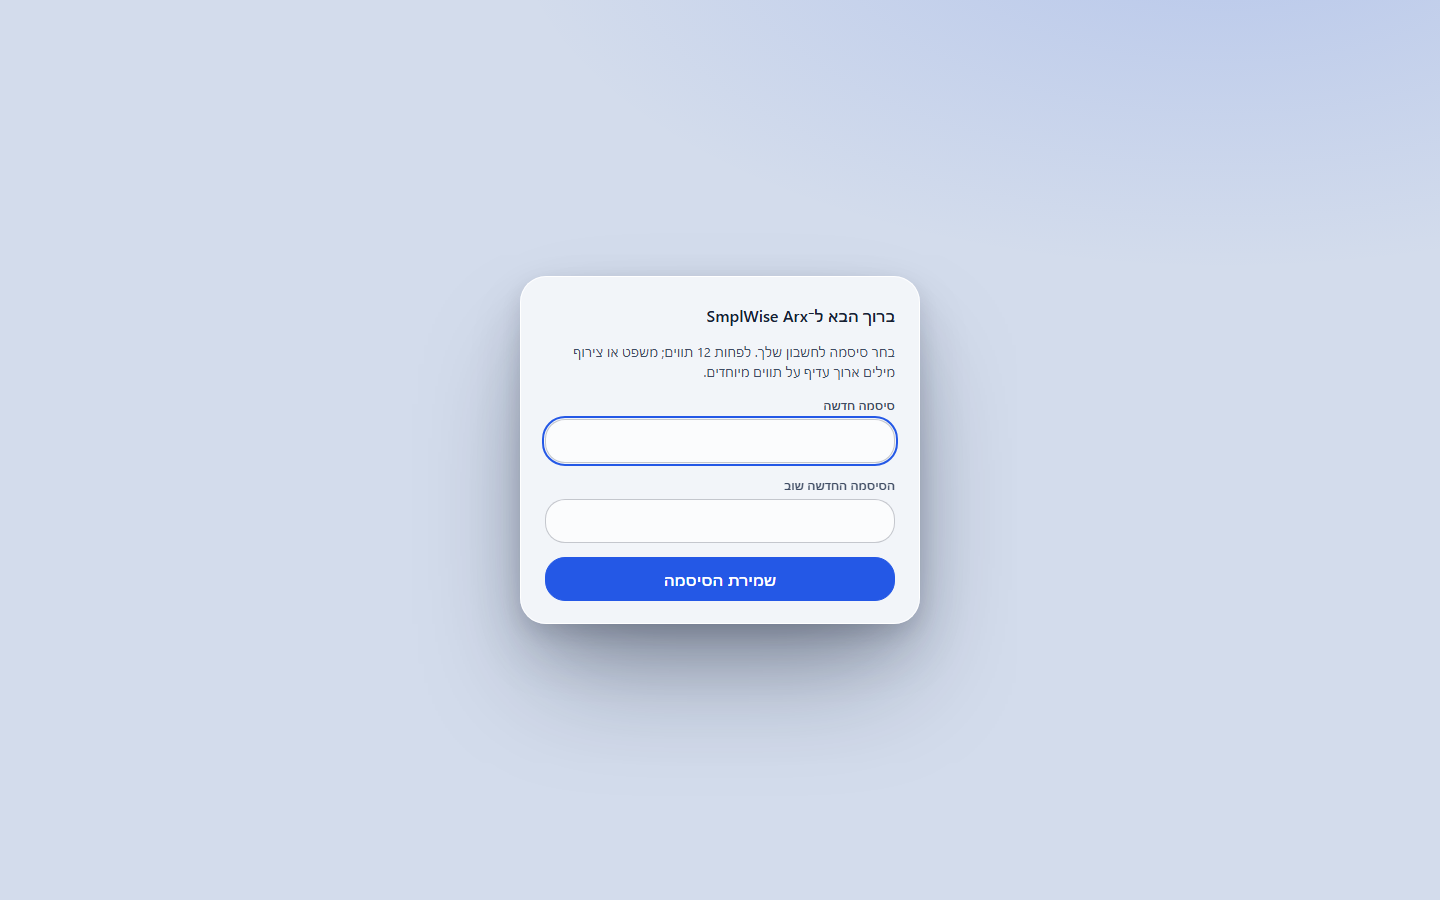 ברוך הבא ל־SmplWise Arx
בחר סיסמה לחשבון שלך. לפחות 12 תווים; משפט או צירוף
מילים ארוך עדיף על תווים מיוחדים.
סיסמה חדשה
הסיסמה החדשה שוב
שמירת הסיסמה